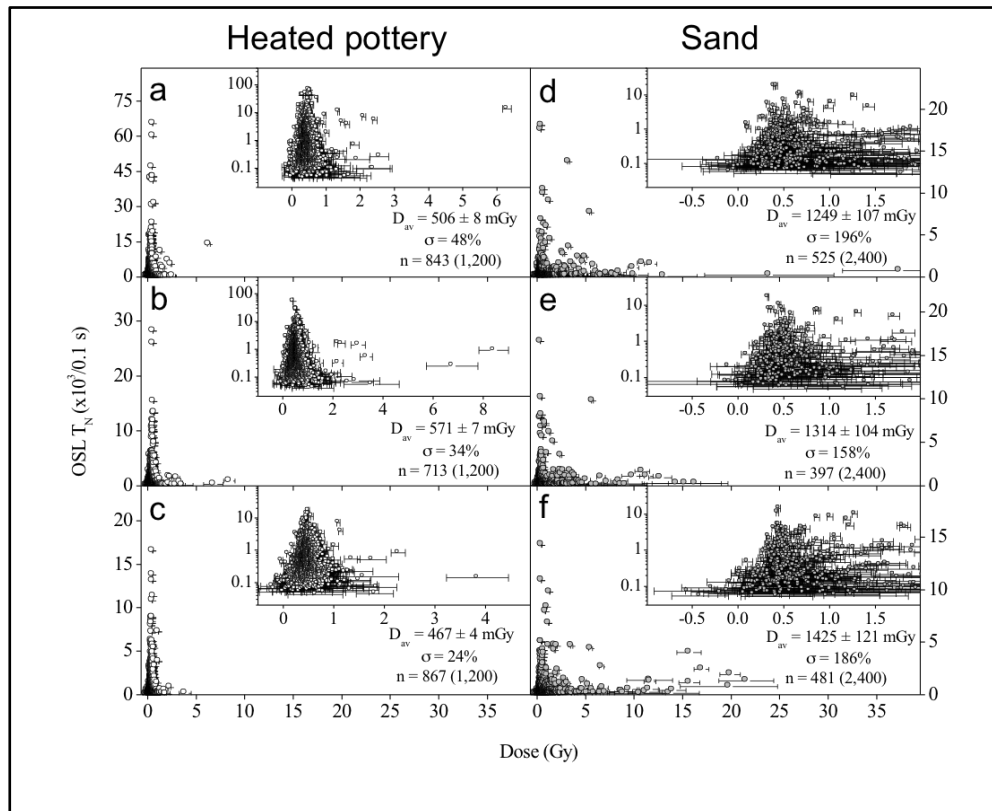 Heated pottery
Sand
a
75
60
45
30
15
0
100
10
1
0.1
0 1 2 3 4 5 6
D_av = 506 ± 8 mGy
σ = 48%
n = 843 (1,200)
d
20
15
10
5
0
10
1
0.1
-0.5 0.0 0.5 1.0 1.5
D_av = 1249 ± 107 mGy
σ = 196%
n = 525 (2,400)
b
30
20
10
0
100
10
1
0.1
0 2 4 6 8
D_av = 571 ± 7 mGy
σ = 34%
n = 713 (1,200)
e
20
15
10
5
0
10
1
0.1
-0.5 0.0 0.5 1.0 1.5
D_av = 1314 ± 104 mGy
σ = 158%
n = 397 (2,400)
c
20
15
10
5
0
10
1
0.1
0 1 2 3 4
D_av = 467 ± 4 mGy
σ = 24%
n = 867 (1,200)
f
15
10
5
0
10
1
0.1
-0.5 0.0 0.5 1.0 1.5
D_av = 1425 ± 121 mGy
σ = 186%
n = 481 (2,400)
0 5 10 15 20 25 30 35
0 5 10 15 20 25 30 35
OSL T_N (x10³/0.1 s)
Dose (Gy)